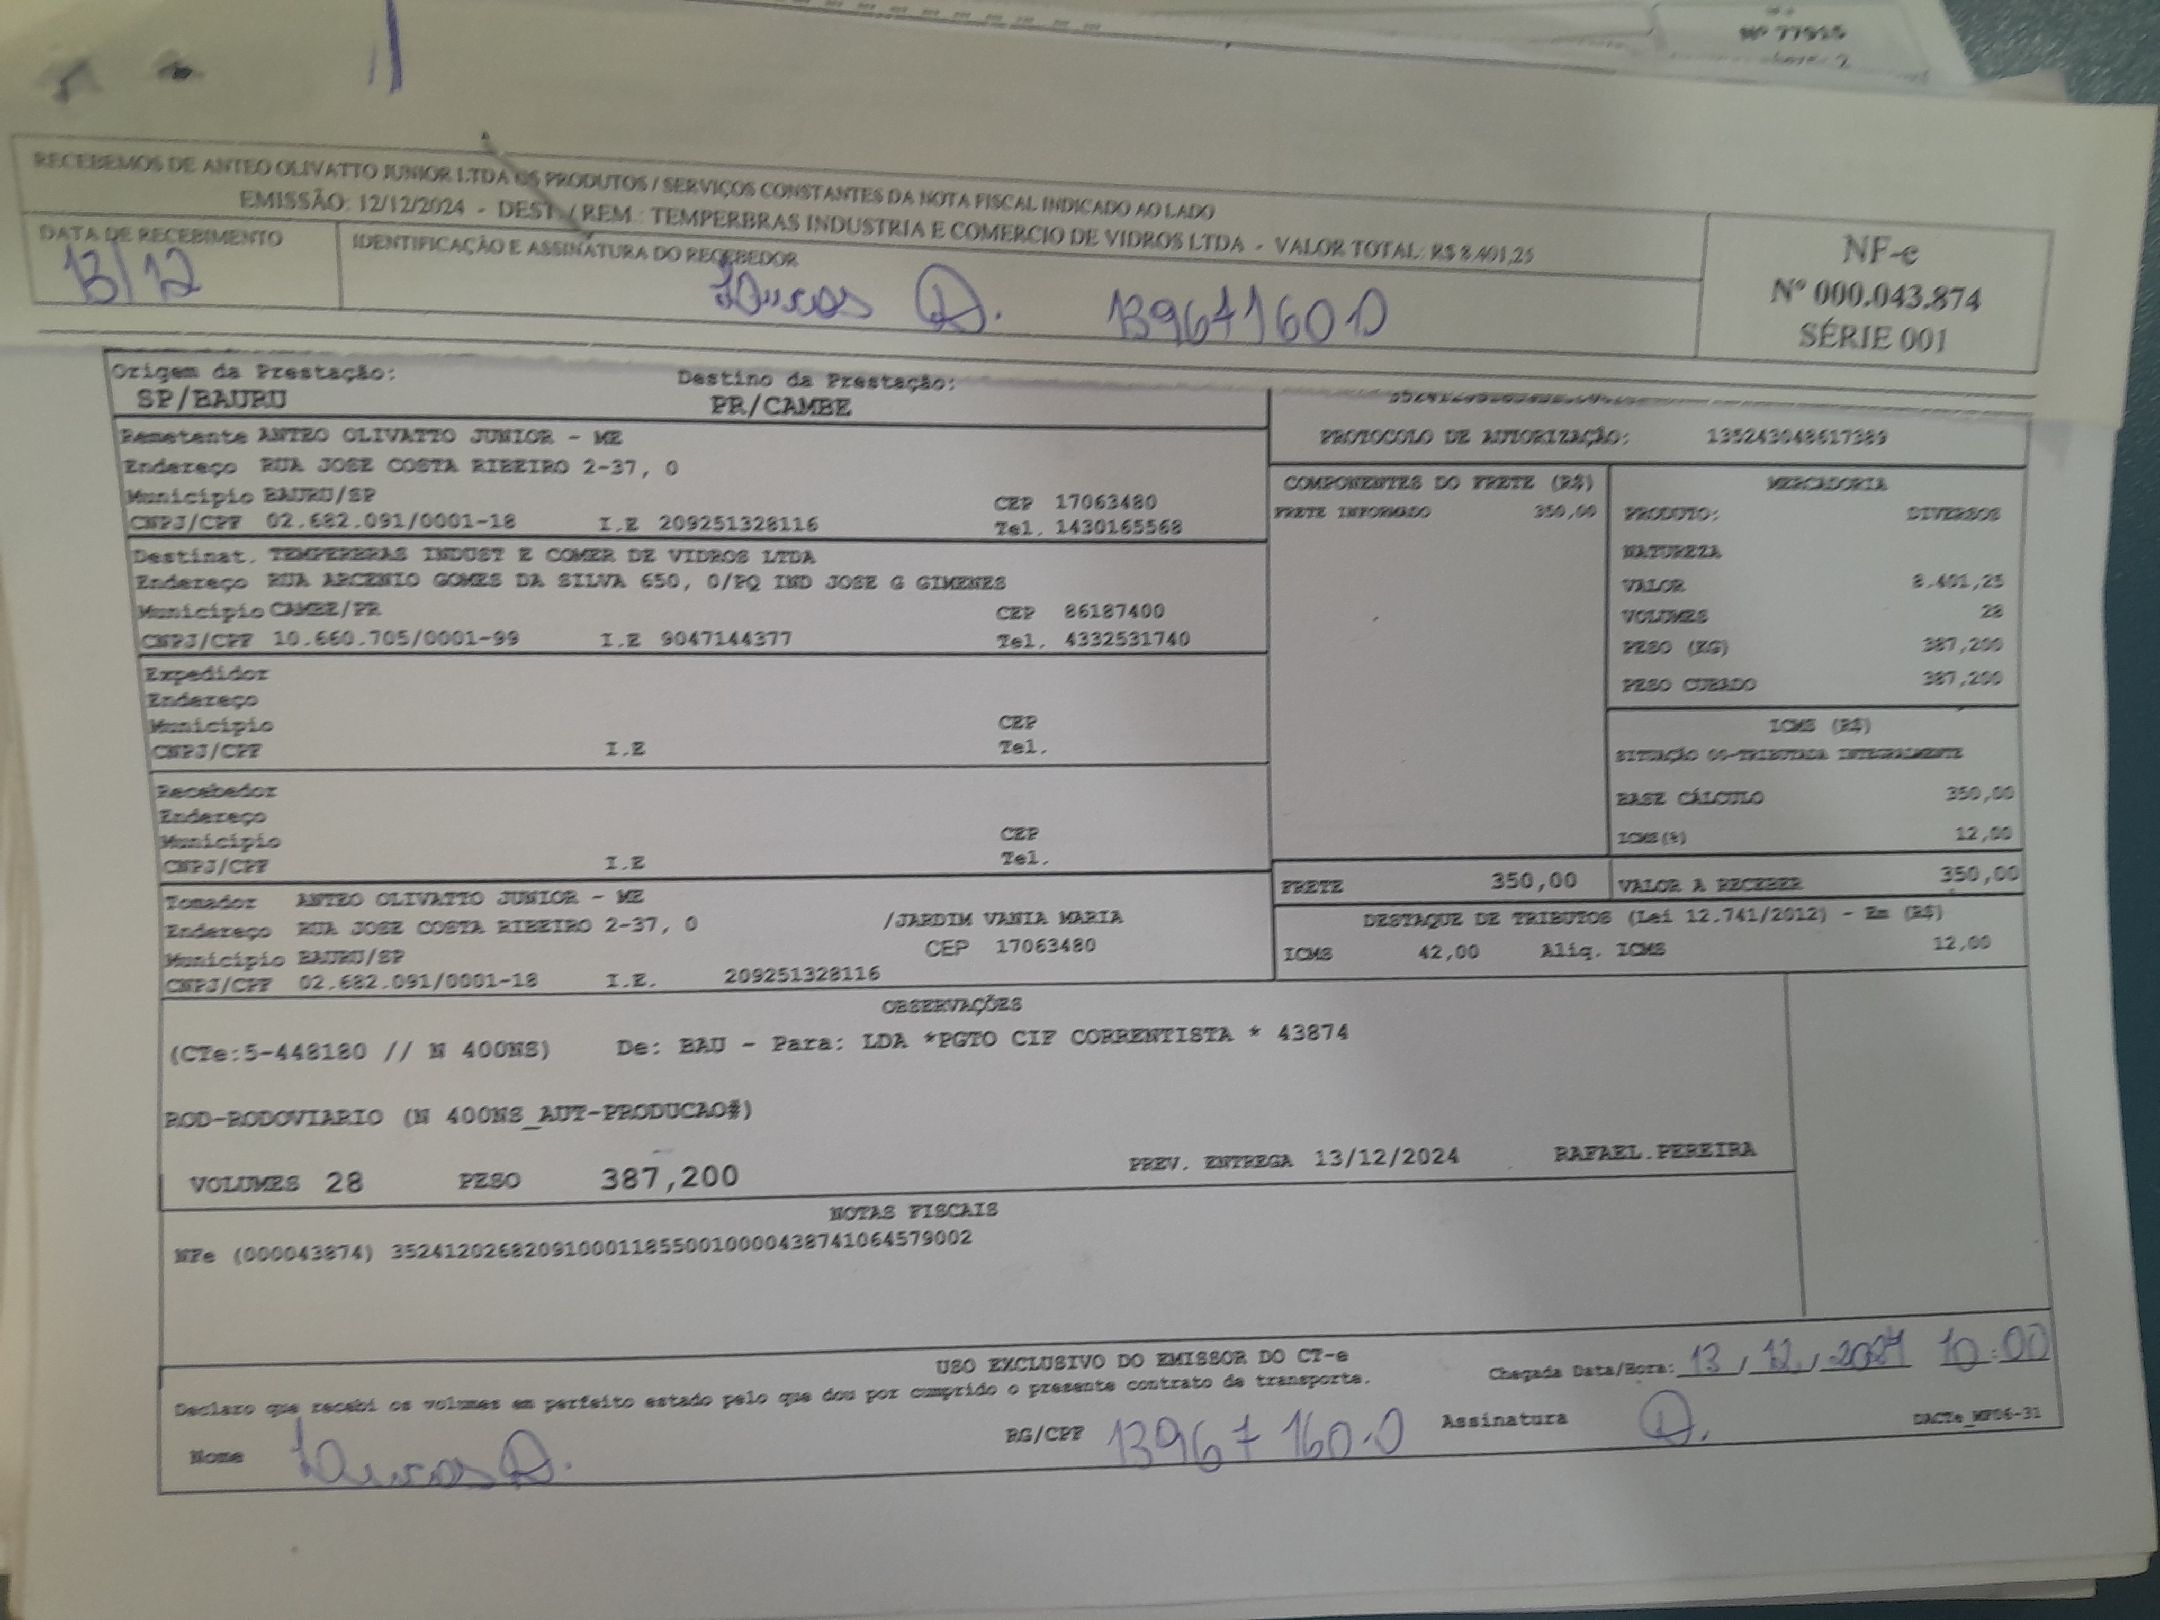 Nº 77915
RECEBEMOS DE ANTEO OLIVATTO JUNIOR LTDA OS PRODUTOS / SERVIÇOS CONSTANTES DA NOTA FISCAL INDICADO AO LADO
EMISSÃO: 12/12/2024 - DEST. / REM.: TEMPERBRAS INDUSTRIA E COMERCIO DE VIDROS LTDA - VALOR TOTAL: R$ 8.401,25
DATA DE RECEBIMENTO
13/12
IDENTIFICAÇÃO E ASSINATURA DO RECEBEDOR
NF-e
Nº 000.043.874
SÉRIE 001
Origem da Prestação:
SP/BAURU
Destino da Prestação:
PR/CAMBE
PROTOCOLO DE AUTORIZAÇÃO: 135243048617389
Remetente ANTEO OLIVATTO JUNIOR - ME
Endereço RUA JOSE COSTA RIBEIRO 2-37, 0
Município BAURU/SP CEP 17063480
CNPJ/CPF 02.682.091/0001-18 I.E 209251328116 Tel. 1430165568
Destinat. TEMPERBRAS INDUST E COMER DE VIDROS LTDA
Endereço RUA ARCENIO GOMES DA SILVA 650, 0/PQ IND JOSE G GIMENES
Município CAMBE/PR CEP 86187400
CNPJ/CPF 10.660.705/0001-99 I.E 9047144377 Tel. 4332531740
Expedidor
Endereço
Município CEP
CNPJ/CPF I.E Tel.
Recebedor
Endereço
Município CEP
CNPJ/CPF I.E Tel.
Tomador ANTEO OLIVATTO JUNIOR - ME
Endereço RUA JOSE COSTA RIBEIRO 2-37, 0 /JARDIM VANIA MARIA
Município BAURU/SP CEP 17063480
CNPJ/CPF 02.682.091/0001-18 I.E. 209251328116
COMPONENTES DO FRETE (R$)
FRETE INFORMADO 350,00
MERCADORIA
PRODUTO: DIVERSOS
NATUREZA
VALOR 8.401,25
VOLUMES 28
PESO (KG) 387,200
PESO CUBADO 387,200
ICMS (R$)
SITUAÇÃO 00-TRIBUTADA INTEGRALMENTE
BASE CÁLCULO 350,00
ICMS(%) 12,00
FRETE 350,00
VALOR A RECEBER 350,00
DESTAQUE DE TRIBUTOS (Lei 12.741/2012) - Em (R$)
ICMS 42,00 Aliq. ICMS 12,00
OBSERVAÇÕES
(CTe:5-448180 // N 400NS) De: BAU - Para: LDA *PGTO CIF CORRENTISTA * 43874
ROD-RODOVIARIO (N 400NS_AUT-PRODUCAO#)
VOLUMES 28 PESO 387,200 PREV. ENTREGA 13/12/2024 RAFAEL.PEREIRA
NOTAS FISCAIS
NFe (000043874) 35241202682091000118550010000438741064579002
USO EXCLUSIVO DO EMISSOR DO CT-e
Chegada Data/Hora: 13/12/2024 10:00
Declaro que recebi os volumes em perfeito estado pelo que dou por cumprido o presente contrato de transporte.
Nome
RG/CPF 13967160.0
Assinatura
DACTe_MF06-31